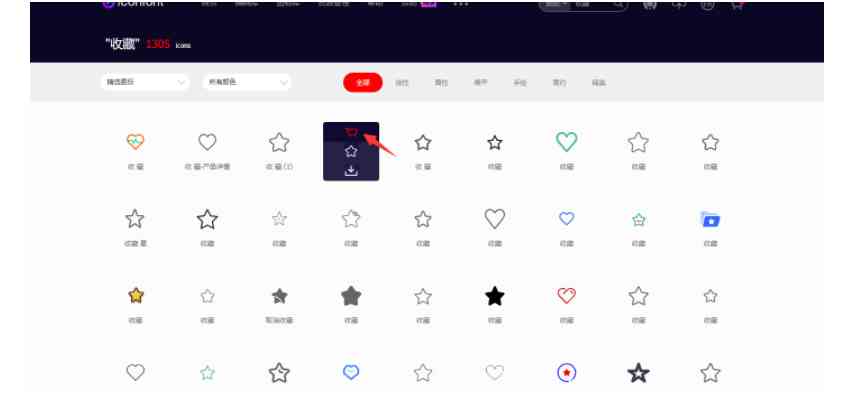 iconfont
"收藏" 1305 icons
精选图标 所有颜色 全部 线性 面性 扁平 手绘 简约 精美
收 藏 收 藏-产品详情 收 藏 (1) 收 藏 收藏 收藏 收藏 收藏
收藏 星 收藏 收藏 收藏 收藏 收藏 收藏 收藏 收藏
收藏 收藏 取消收藏 收藏 收藏 收藏 收藏 收藏 收藏